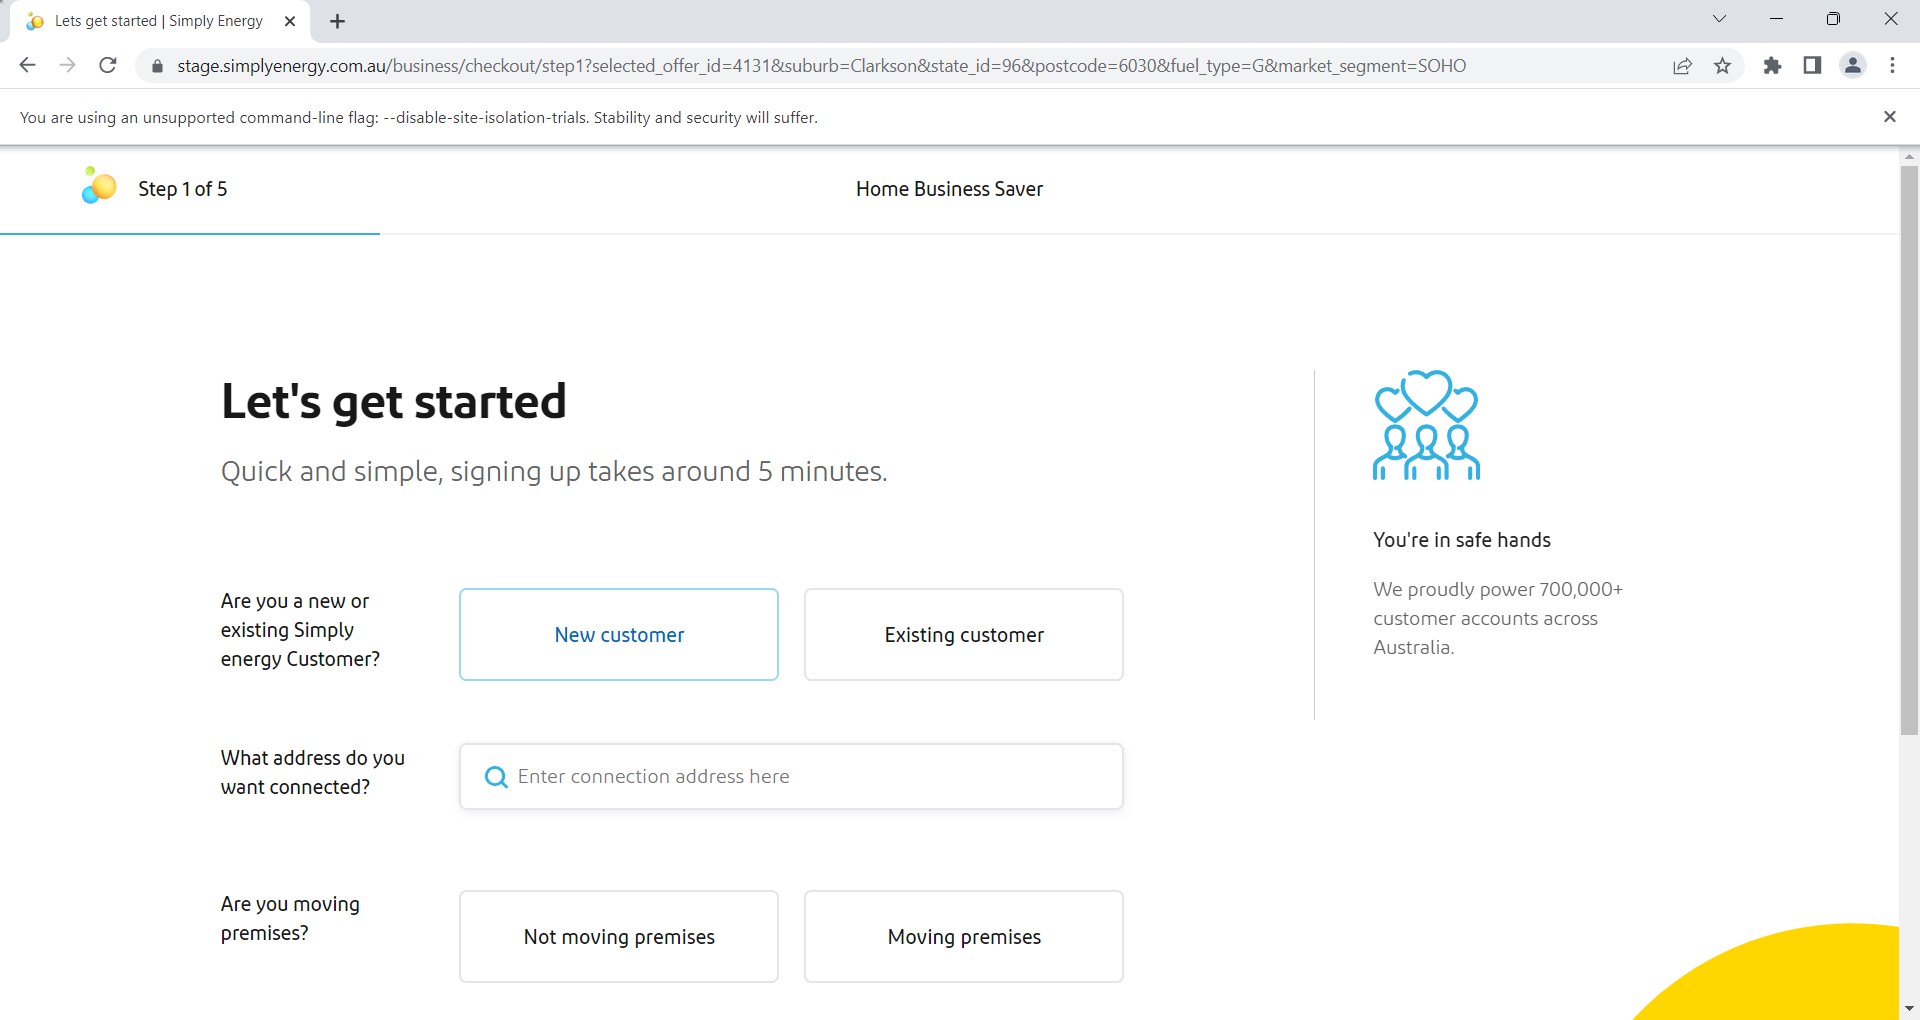 Lets get started | Simply Energy
stage.simplyenergy.com.au/business/checkout/step1?selected_offer_id=4131&suburb=Clarkson&state_id=96&postcode=6030&fuel_type=G&market_segment=SOHO
You are using an unsupported command-line flag: --disable-site-isolation-trials. Stability and security will suffer.
Step 1 of 5
Home Business Saver
Let's get started
Quick and simple, signing up takes around 5 minutes.
Are you a new or
existing Simply
energy Customer?
New customer
Existing customer
What address do you
want connected?
Enter connection address here
Are you moving
premises?
Not moving premises
Moving premises
You're in safe hands
We proudly power 700,000+
customer accounts across
Australia.